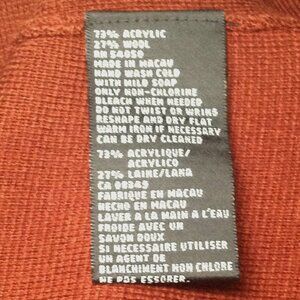 73% ACRYLIC
27% WOOL
RN 54050
MADE IN MACAU
HAND WASH COLD
WITH MILD SOAP
ONLY NON-CHLORINE
BLEACH WHEN NEEDED
DO NOT TWIST OR WRING
RESHAPE AND DRY FLAT
WARM IRON IF NECESSARY
CAN BE DRY CLEANED
73% ACRYLIQUE/
ACRYLICO
27% LAINE/LANA
CA 00349
FABRIQUE EN MACAU
HECHO EN MACAU
LAVER A LA MAIN A L'EAU
FROIDE AVEC UN
SAVON DOUX
SI NECESSAIRE UTILISER
UN AGENT DE
BLANCHIMENT NON CHLORE
NE PAS ESSORER.